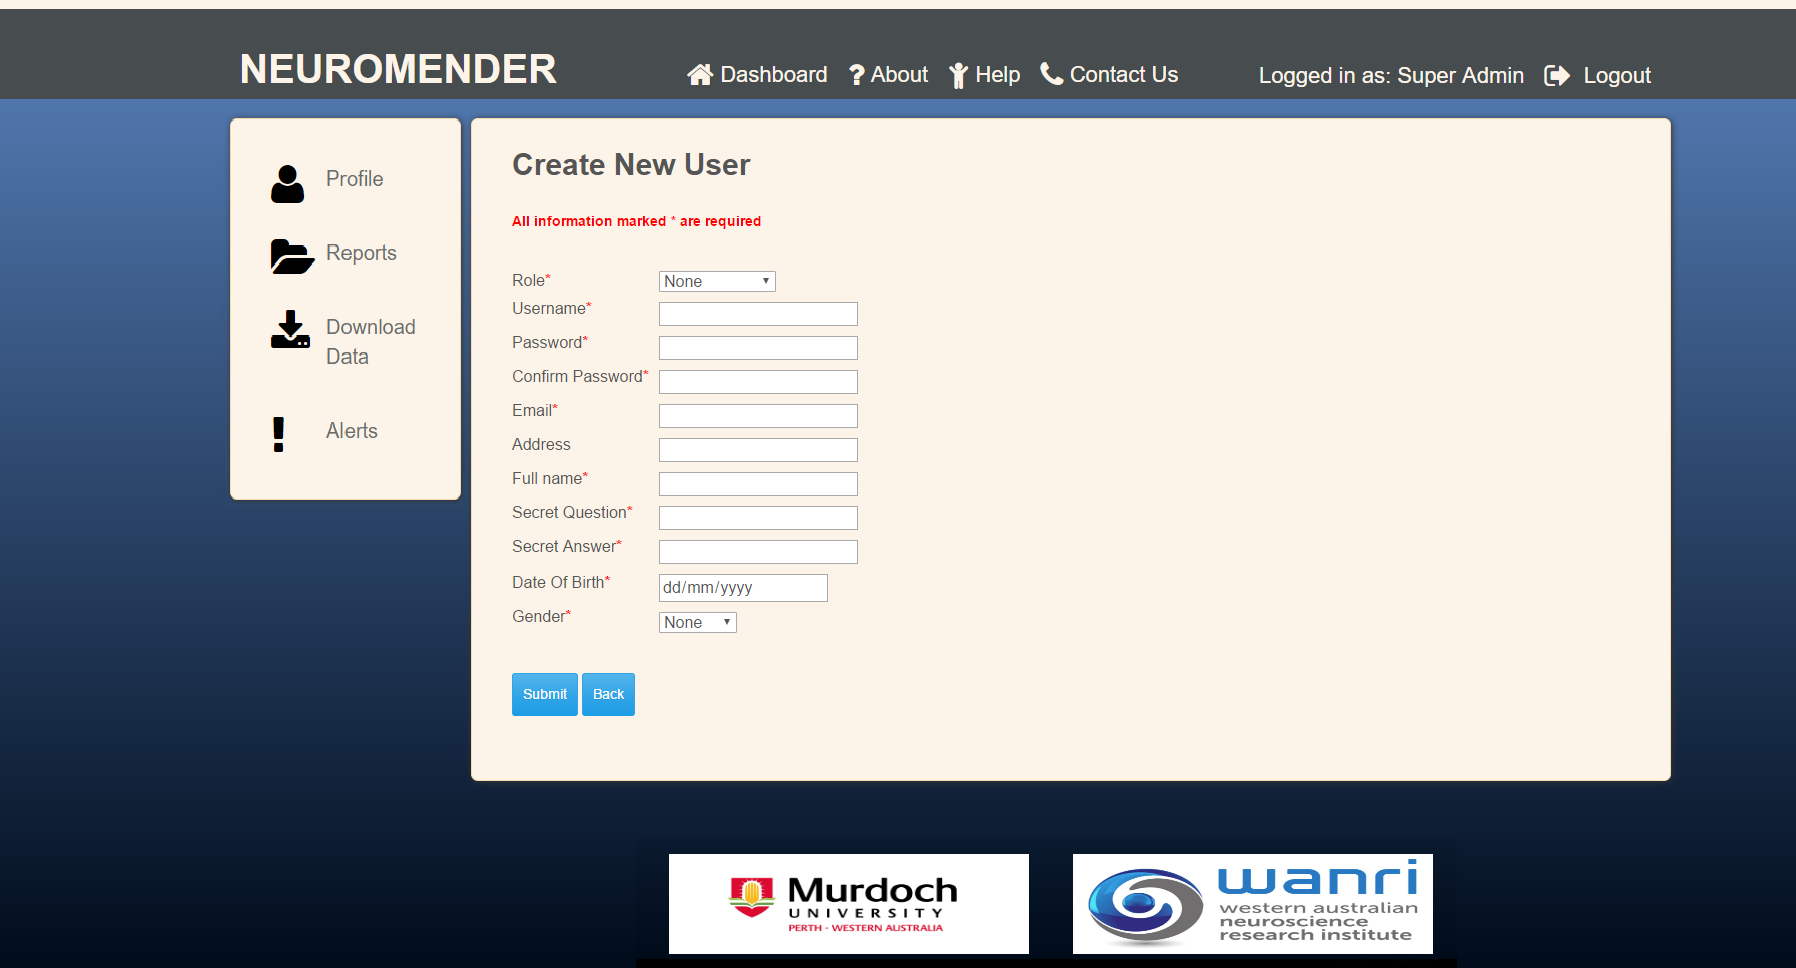 NEUROMENDER
Dashboard
About
Help
Contact Us
Logged in as: Super Admin
Logout
Profile
Reports
Download
Data
Alerts
Create New User
All information marked * are required
Role* None
Username*
Password*
Confirm Password*
Email*
Address
Full name*
Secret Question*
Secret Answer*
Date Of Birth* dd/mm/yyyy
Gender* None
Submit
Back
Murdoch
UNIVERSITY
PERTH - WESTERN AUSTRALIA
wanri
western australian
neuroscience
research institute